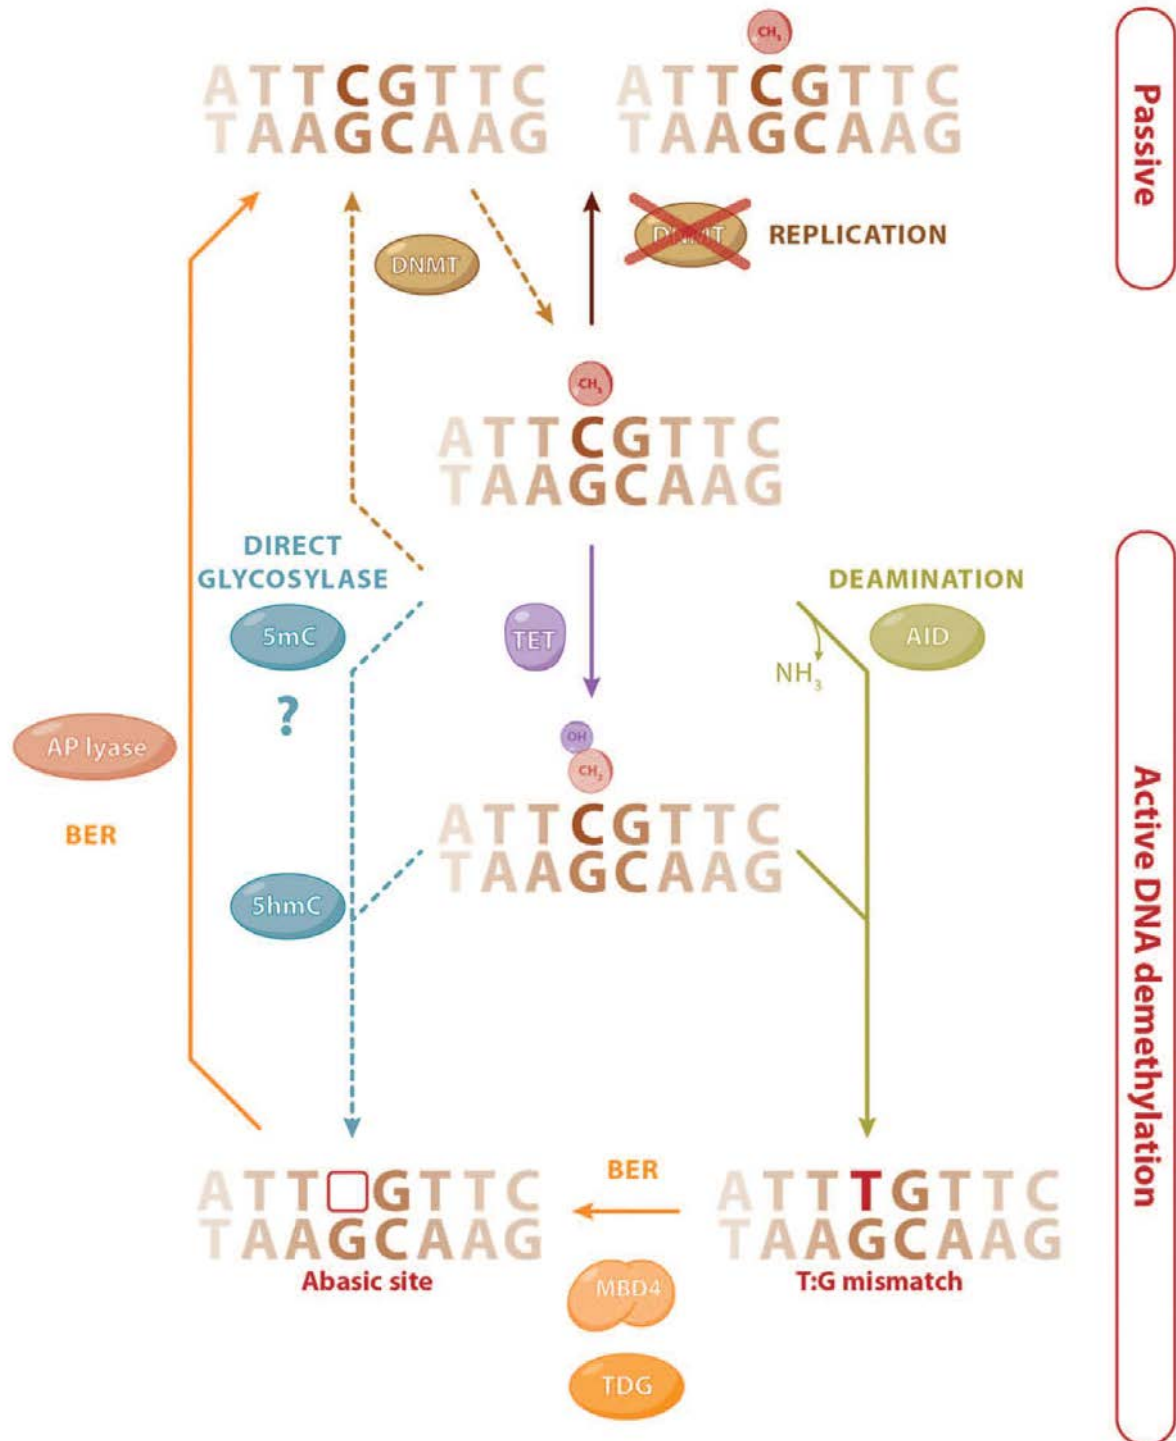 CH3
ATTCGTTC
TAAGCAAG
ATTCGTTC
TAAGCAAG
Passive
DNMT
DNMT
REPLICATION
CH3
ATTCGTTC
TAAGCAAG
DIRECT
GLYCOSYLASE
5mC
?
TET
DEAMINATION
AID
NH3
AP lyase
BER
OH
CH2
ATTCGTTC
TAAGCAAG
5hmC
Active DNA demethylation
ATT GTTC
TAAGCAAG
Abasic site
BER
MBD4
TDG
ATTTGTTC
TAAGCAAG
T:G mismatch